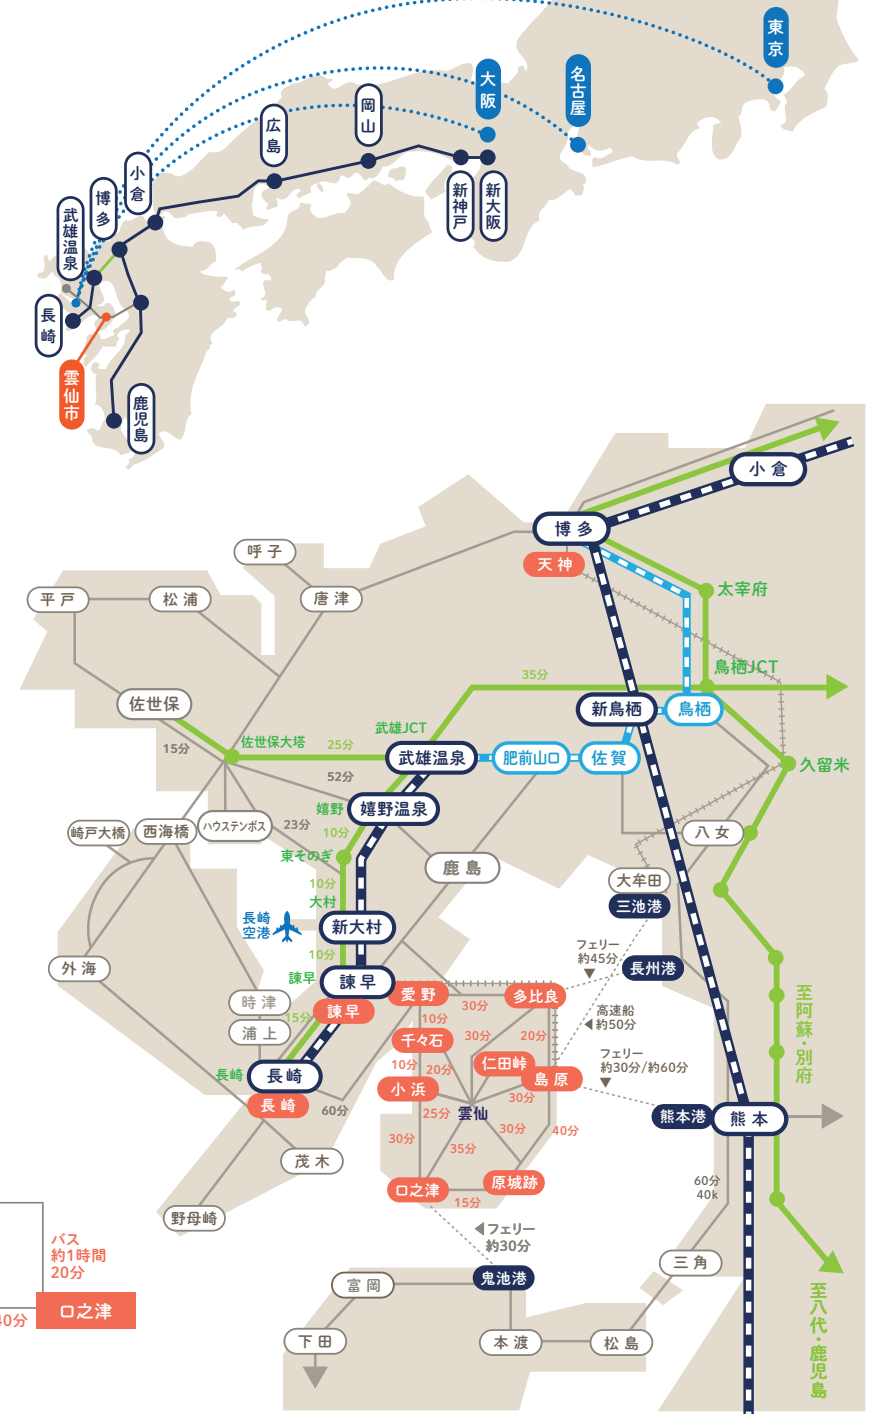 東京
大阪
名古屋
岡山
広島
小倉
博多
武雄温泉
新神戸
新大阪
長崎
雲仙市
鹿児島
小倉
博多
天神
呼子
太宰府
平戸
松浦
唐津
鳥栖JCT
35分
佐世保
新鳥栖
鳥栖
武雄JCT
15分
佐世保大塔
25分
武雄温泉
肥前山口
佐賀
久留米
52分
嬉野
嬉野温泉
ハウステンボス
23分
10分
崎戸大橋
西海橋
八女
東そのぎ
鹿島
10分
大牟田
大村
三池港
長崎
空港
新大村
10分
フェリー
約45分
外海
諫早
諫早
長州港
愛野
多比良
時津
15分
諫早
30分
高速船
約50分
至阿蘇・別府
浦上
10分
千々石
30分
20分
フェリー
約30分/約60分
長崎
長崎
10分
20分
仁田峠
島原
小浜
30分
長崎
60分
25分
雲仙
熊本港
熊本
30分
30分
40分
35分
茂木
口之津
原城跡
60分
40k
15分
野母崎
フェリー
約30分
バス
約1時間
20分
三角
鬼池港
富岡
40分
口之津
至八代・鹿児島
下田
本渡
松島